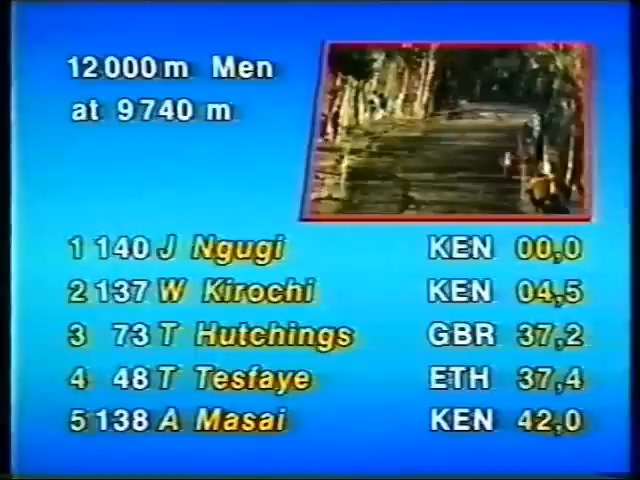 12000m Men
at 9740 m
1 140 J Ngugi KEN 00,0
2 137 W Kirochi KEN 04,5
3 73 T Hutchings GBR 37,2
4 48 T Tesfaye ETH 37,4
5 138 A Masai KEN 42,0